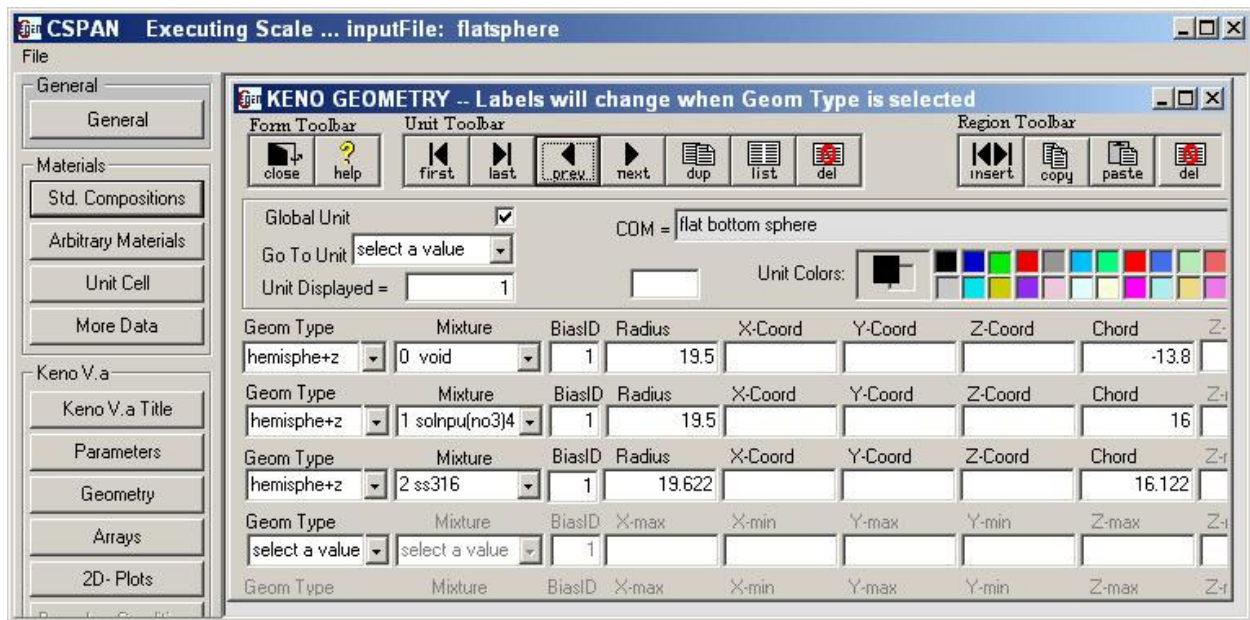 CSPAN Executing Scale ... inputFile: flatsphere
File
General
General
Materials
Std. Compositions
Arbitrary Materials
Unit Cell
More Data
Keno V.a
Keno V.a Title
Parameters
Geometry
Arrays
2D- Plots
KENO GEOMETRY -- Labels will change when Geom Type is selected
Form Toolbar Unit Toolbar Region Toolbar
close help first last prev next dup list del insert copy paste del
Global Unit COM = flat bottom sphere
Go To Unit select a value Unit Colors:
Unit Displayed = 1
Geom Type Mixture BiasID Radius X-Coord Y-Coord Z-Coord Chord Z-
hemisphe+z 0 void 1 19.5 -13.8
Geom Type Mixture BiasID Radius X-Coord Y-Coord Z-Coord Chord
hemisphe+z 1 solnpu(no3)4 1 19.5 16
Geom Type Mixture BiasID Radius X-Coord Y-Coord Z-Coord Chord
hemisphe+z 2 ss316 1 19.622 16.122
Geom Type Mixture BiasID X-max X-min Y-max Y-min Z-max
select a value select a value 1
Geom Type Mixture BiasID X-max X-min Y-max Y-min Z-max